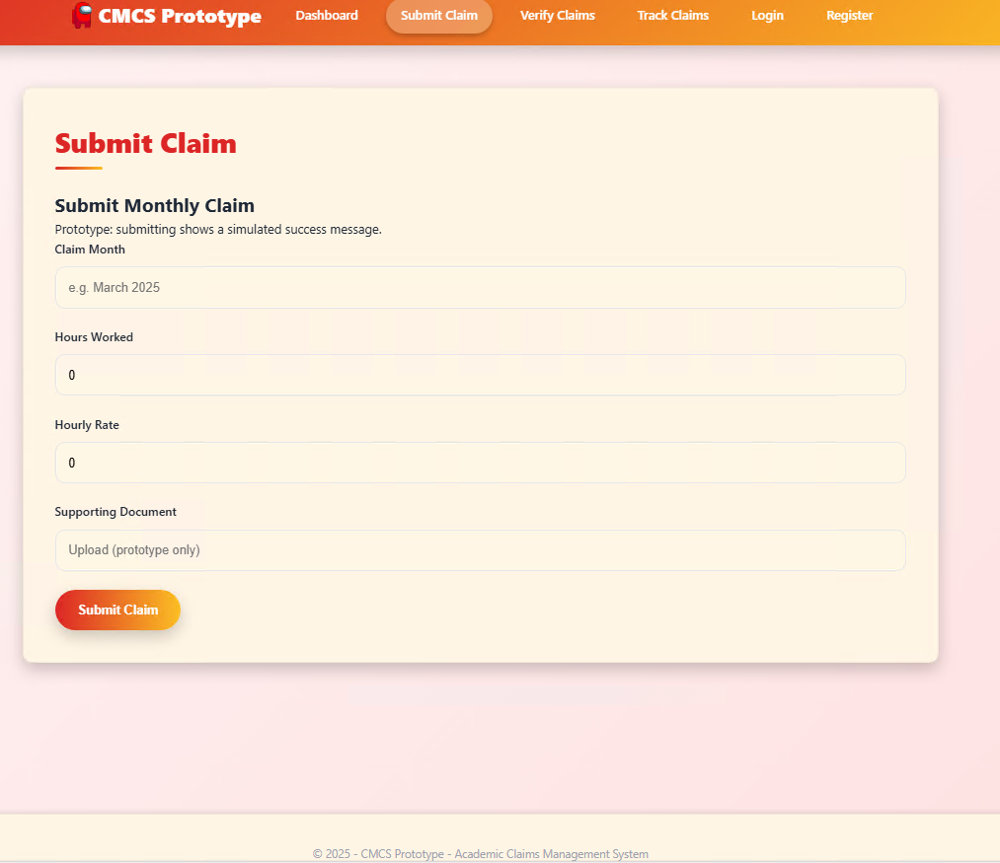 CMCS Prototype Dashboard Submit Claim Verify Claims Track Claims Login Register
Submit Claim
Submit Monthly Claim
Prototype: submitting shows a simulated success message.
Claim Month
e.g. March 2025
Hours Worked
0
Hourly Rate
0
Supporting Document
Upload (prototype only)
Submit Claim
© 2025 - CMCS Prototype - Academic Claims Management System